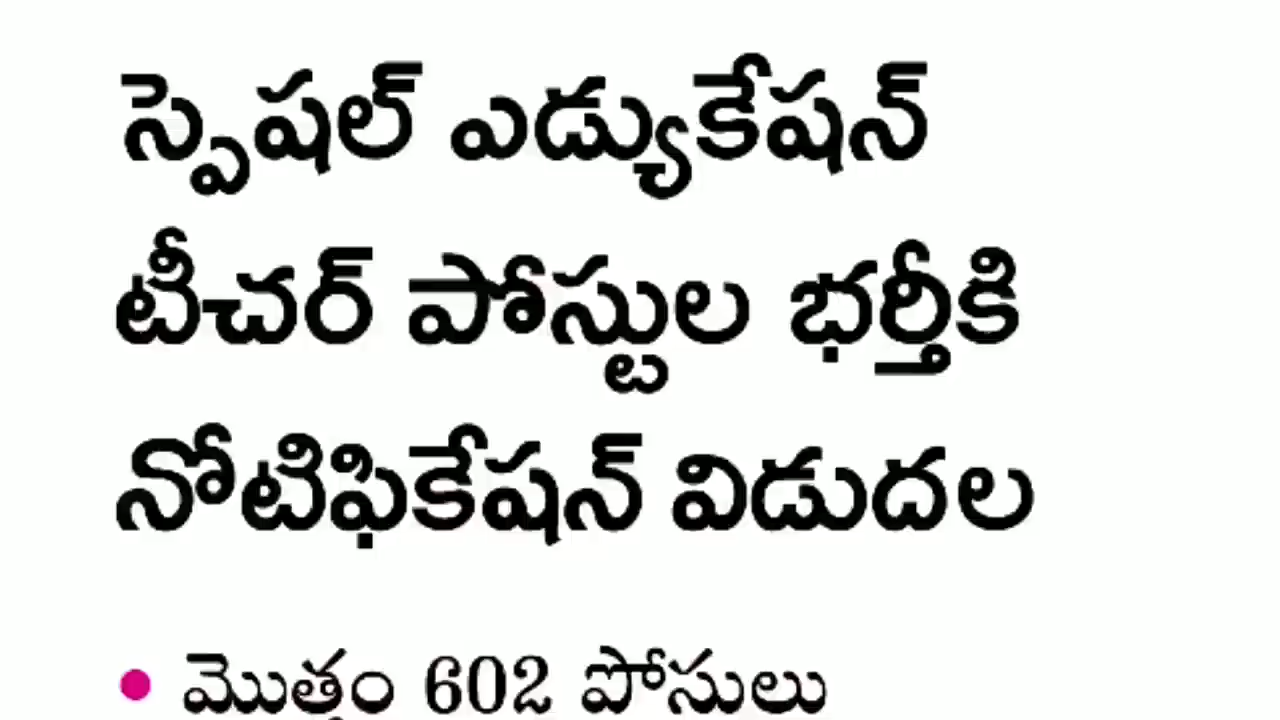 స్పెషల్ ఎడ్యుకేషన్
టీచర్ పోస్టుల భర్తీకి
నోటిఫికేషన్ విడుదల
• మొత్తం 602 పోస్టులు